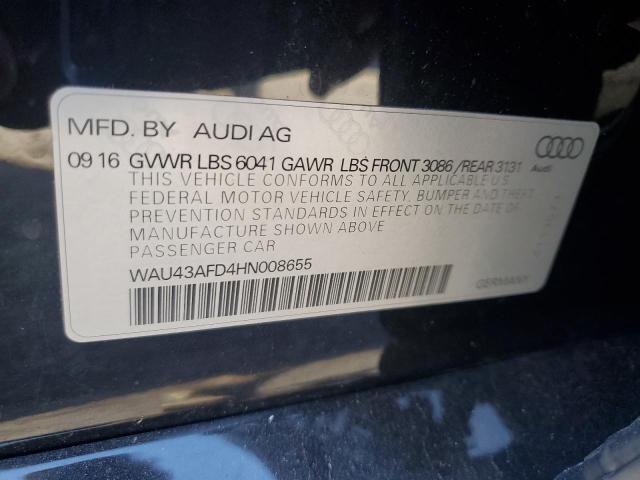 MFD. BY AUDI AG
09 16 GVWR LBS 6041 GAWR LBS FRONT 3086 /REAR 3131
Audi
THIS VEHICLE CONFORMS TO ALL APPLICABLE U.S.
FEDERAL MOTOR VEHICLE SAFETY, BUMPER AND THEFT
PREVENTION STANDARDS IN EFFECT ON THE DATE OF
MANUFACTURE SHOWN ABOVE
PASSENGER CAR
WAU43AFD4HN008655
GERMANY